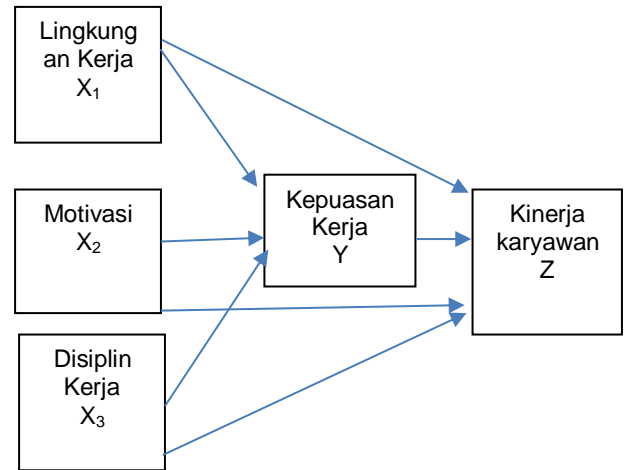 Lingkung
an Kerja
X₁
Motivasi
X₂
Disiplin
Kerja
X₃
Kepuasan
Kerja
Y
Kinerja
karyawan
Z